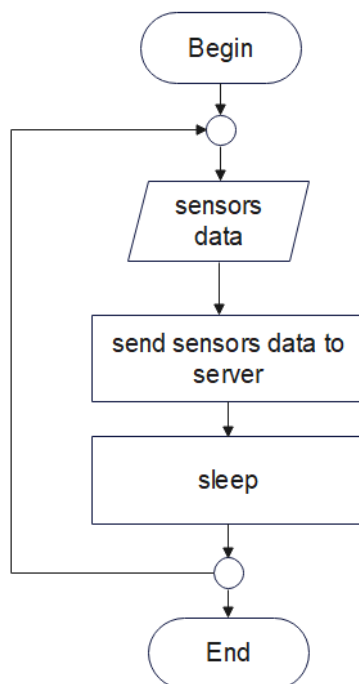 Begin
sensors
data
send sensors data to
server
sleep
End